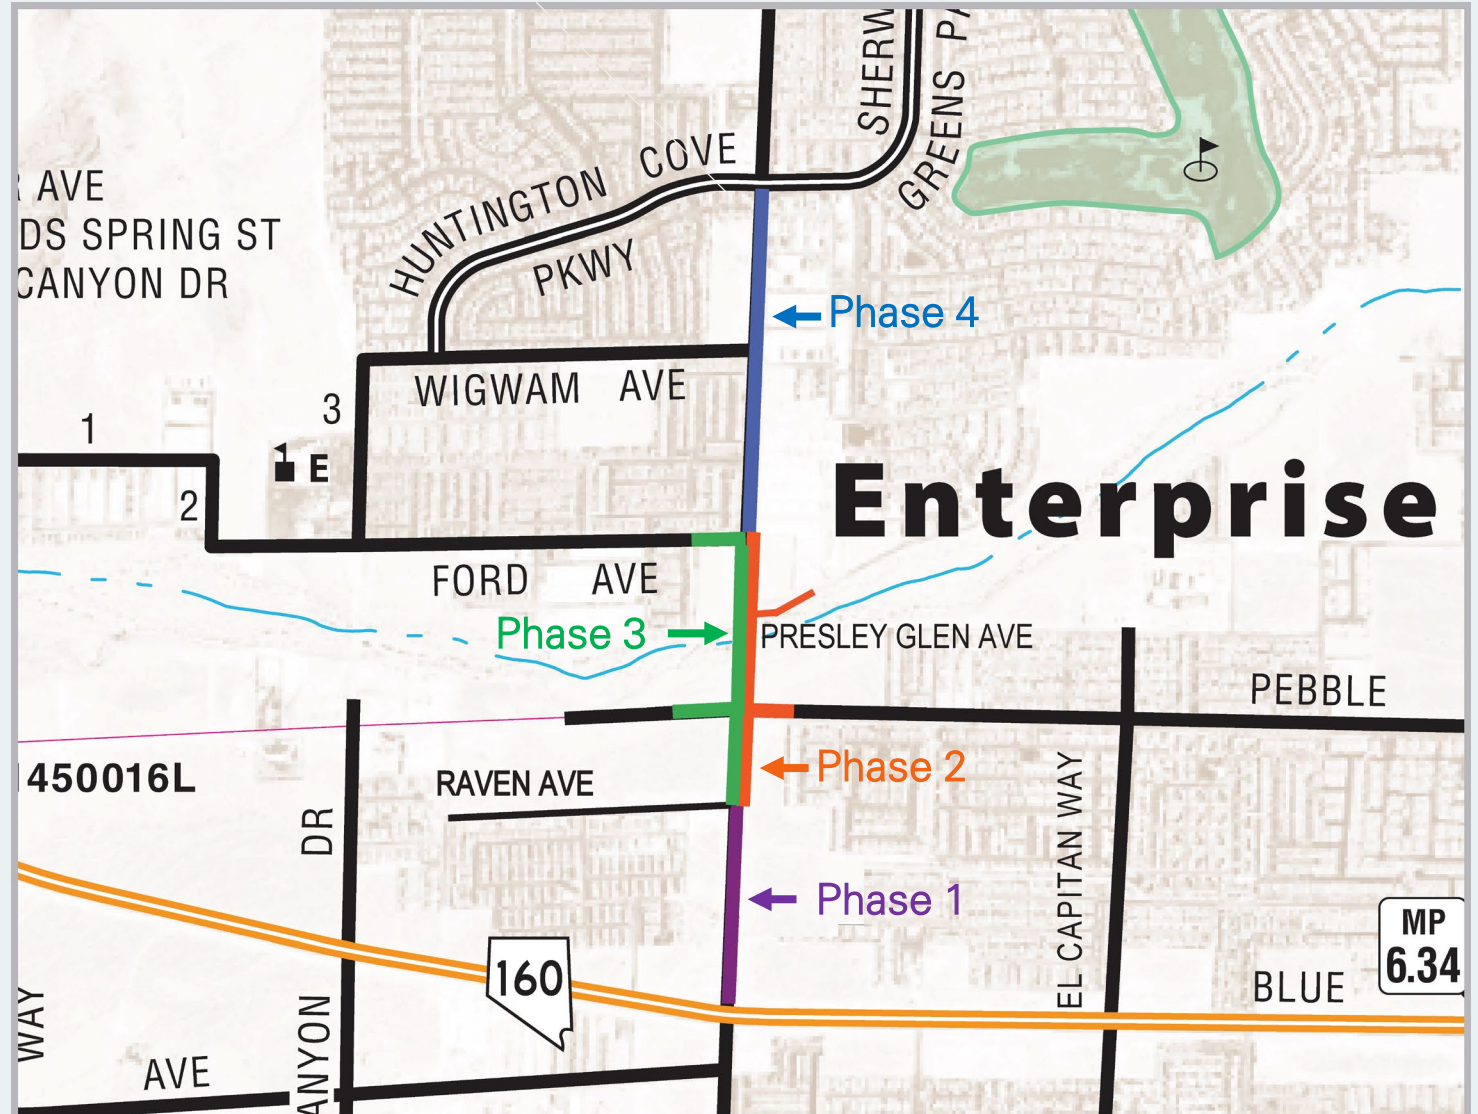 SHERW
GREENS PA
HUNTINGTON COVE
PKWY
AVE
DS SPRING ST
CANYON DR
Phase 4
WIGWAM AVE
3
1
E
2
Enterprise
FORD AVE
Phase 3
PRESLEY GLEN AVE
PEBBLE
Phase 2
1450016L
RAVEN AVE
DR
EL CAPITAN WAY
Phase 1
MP
6.34
160
BLUE
WAY
ANYON
AVE